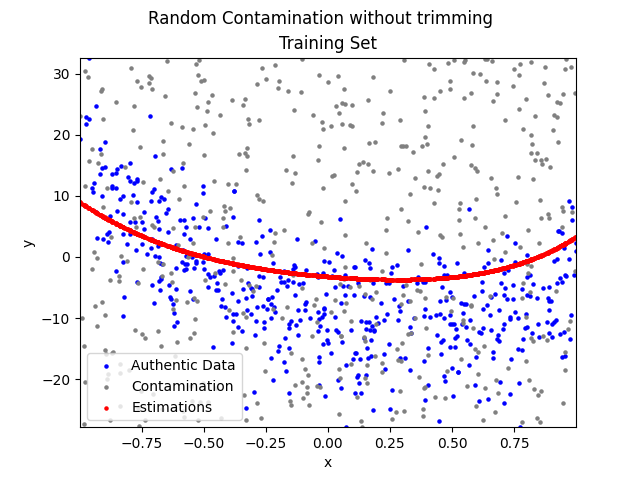 Random Contamination without trimming
Training Set
30
20
10
0
−10
−20
y
Authentic Data
Contamination
Estimations
−0.75 −0.50 −0.25 0.00 0.25 0.50 0.75
x